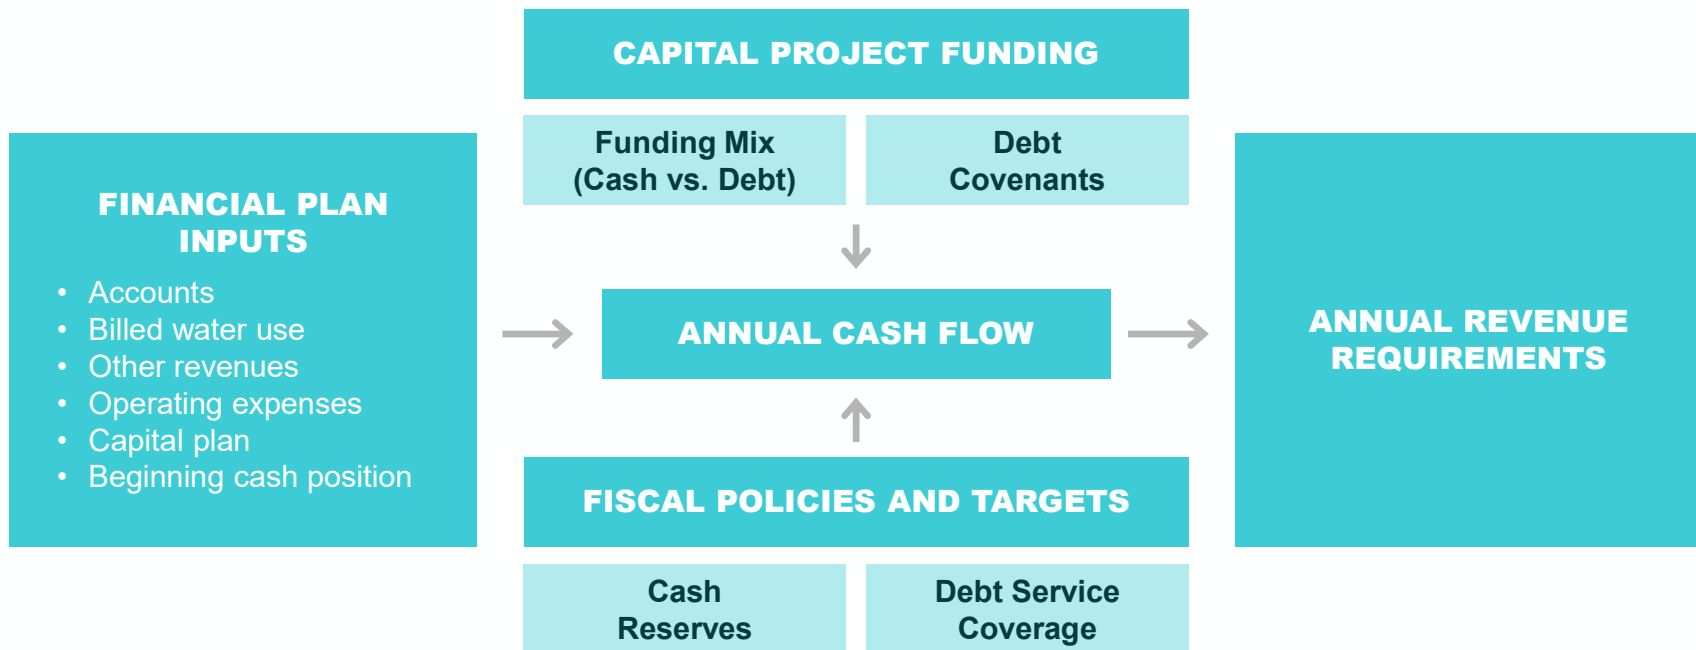 CAPITAL PROJECT FUNDING
Funding Mix
(Cash vs. Debt)
Debt
Covenants
FINANCIAL PLAN
INPUTS
• Accounts
• Billed water use
• Other revenues
• Operating expenses
• Capital plan
• Beginning cash position
ANNUAL CASH FLOW
ANNUAL REVENUE
REQUIREMENTS
FISCAL POLICIES AND TARGETS
Cash
Reserves
Debt Service
Coverage